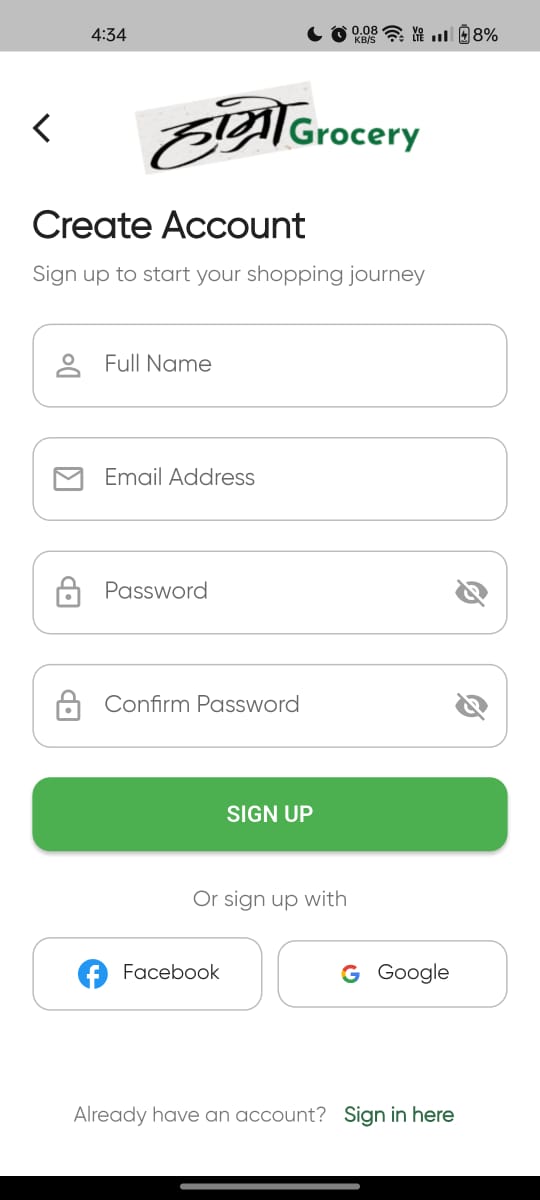 4:34 0.08 KB/S Vo LTE 8%
हाम्रो Grocery
Create Account
Sign up to start your shopping journey
Full Name
Email Address
Password
Confirm Password
SIGN UP
Or sign up with
Facebook Google
Already have an account? Sign in here